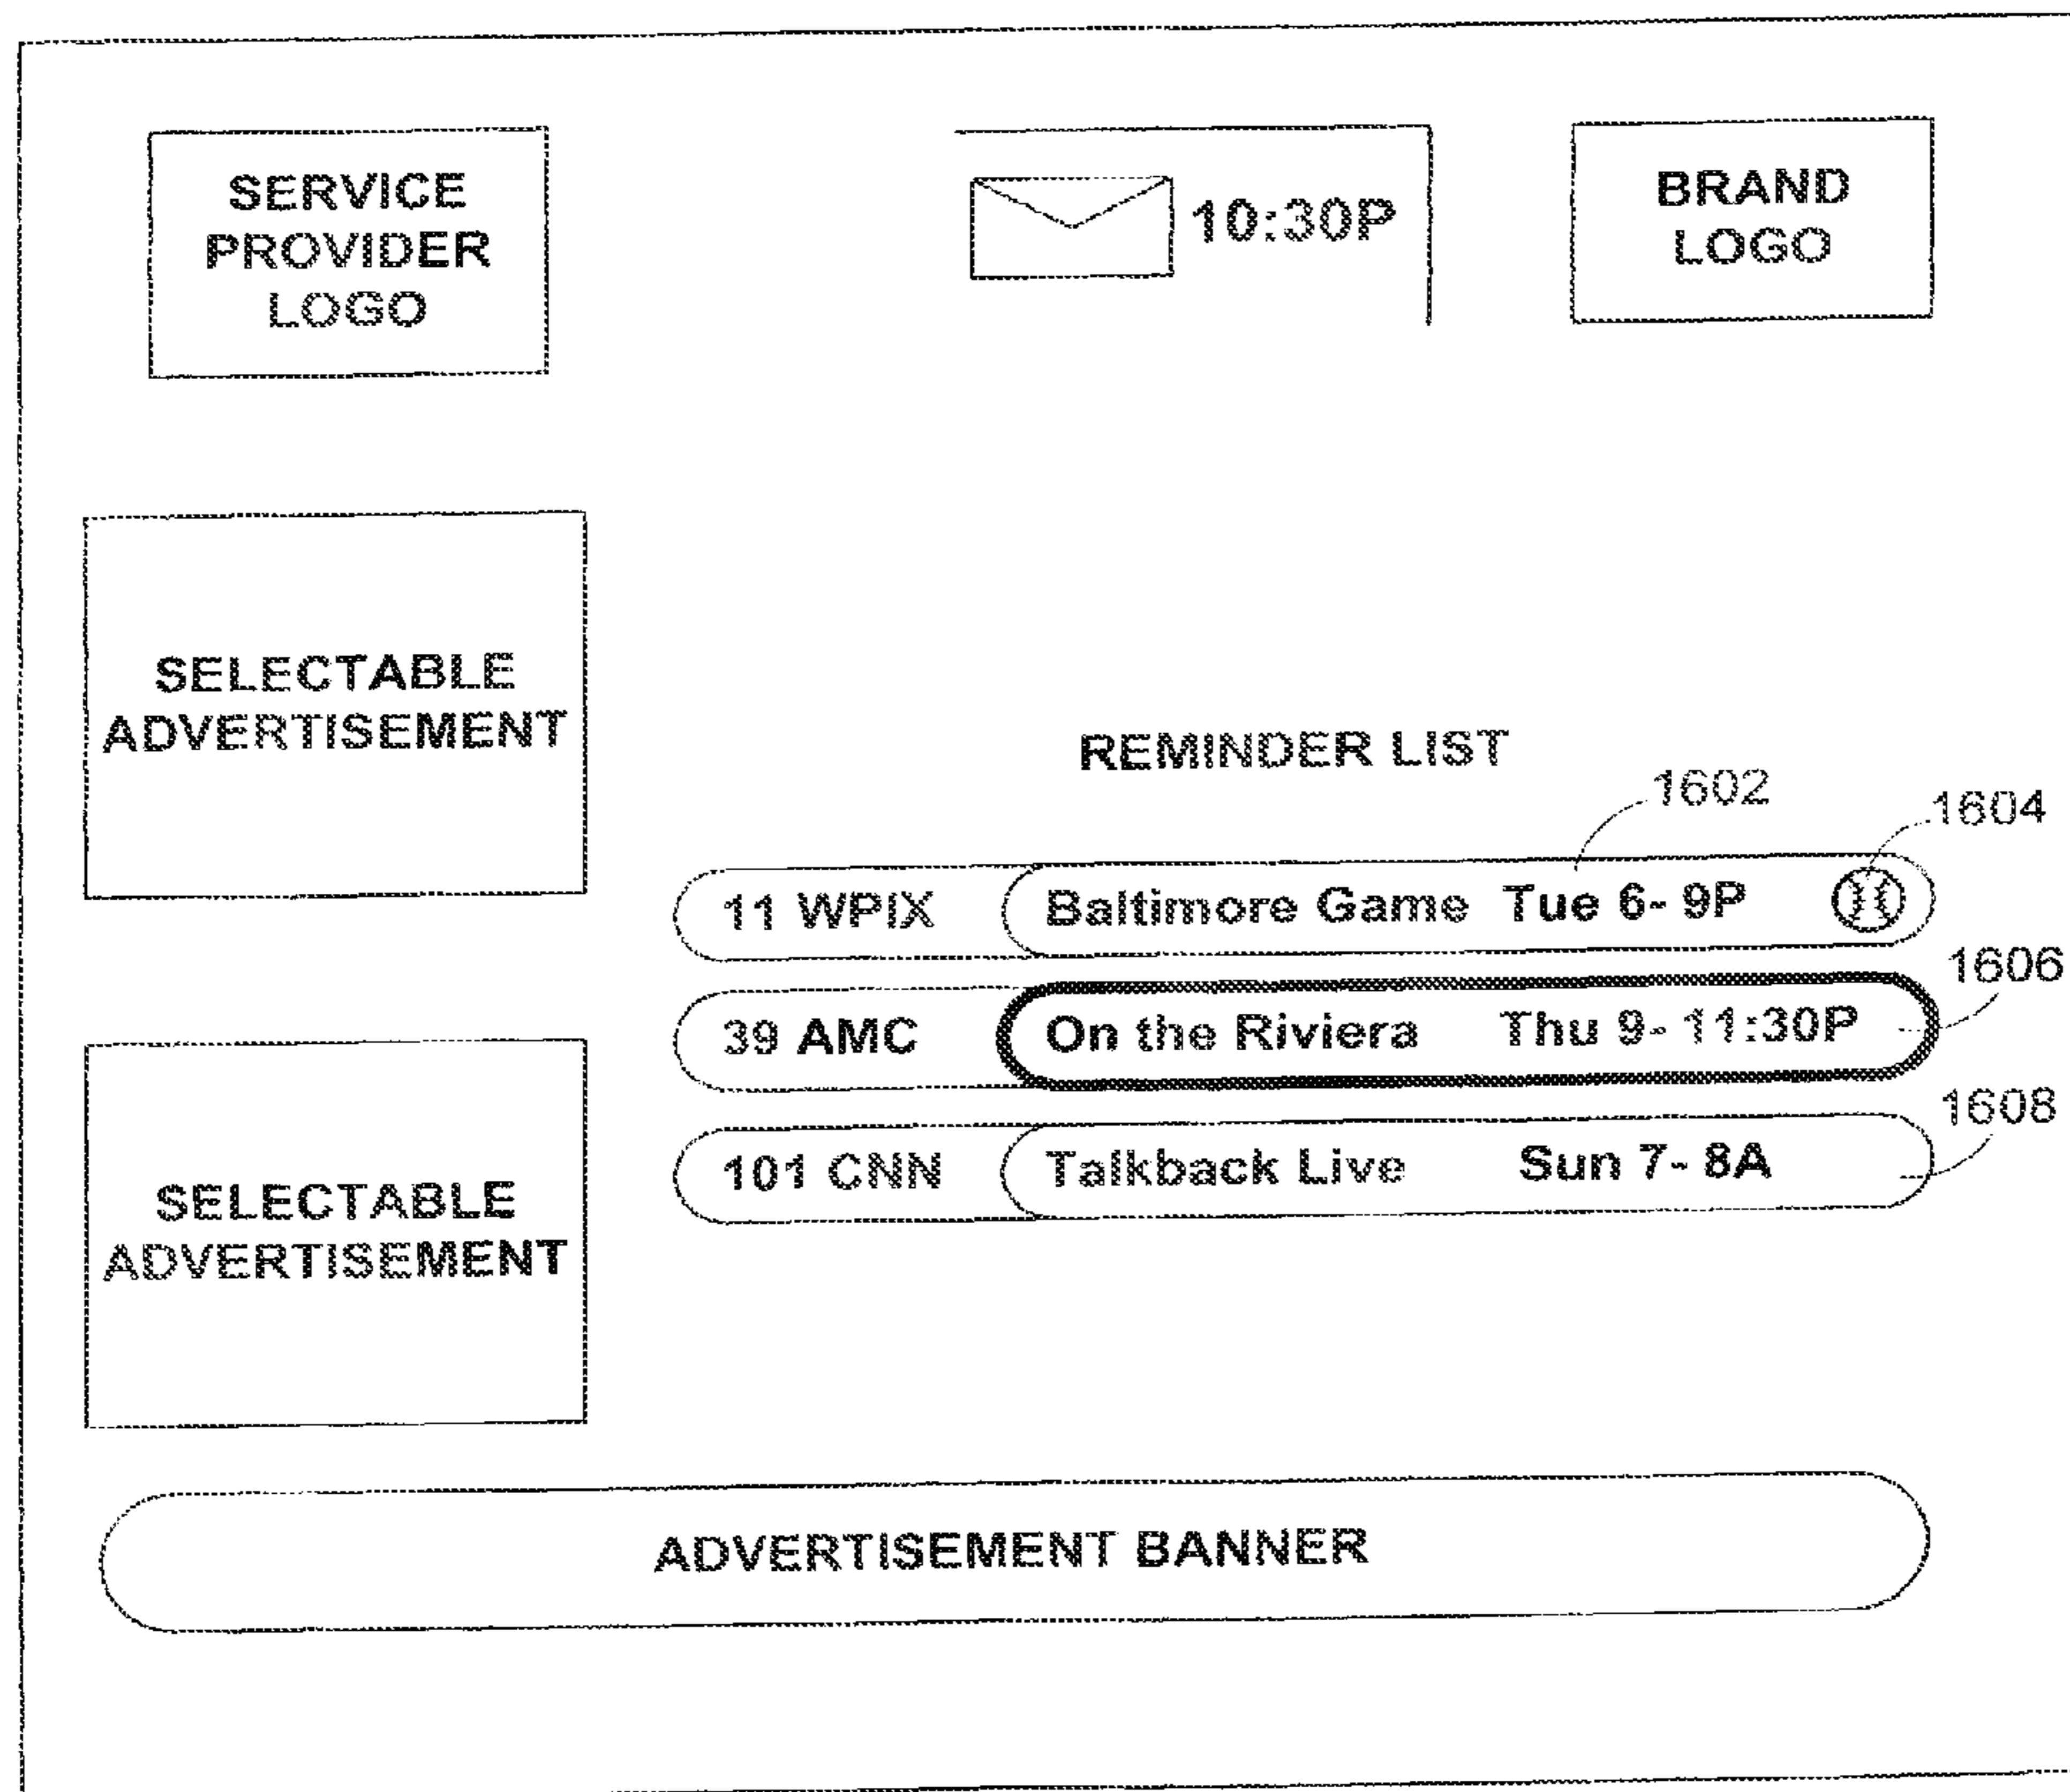 SERVICE
PROVIDER
LOGO
10:30P
BRAND
LOGO
SELECTABLE
ADVERTISEMENT
REMINDER LIST
1602
1604
11 WPIX Baltimore Game Tue 6- 9P
1606
39 AMC On the Riviera Thu 9- 11:30P
1608
101 CNN Talkback Live Sun 7- 8A
SELECTABLE
ADVERTISEMENT
ADVERTISEMENT BANNER